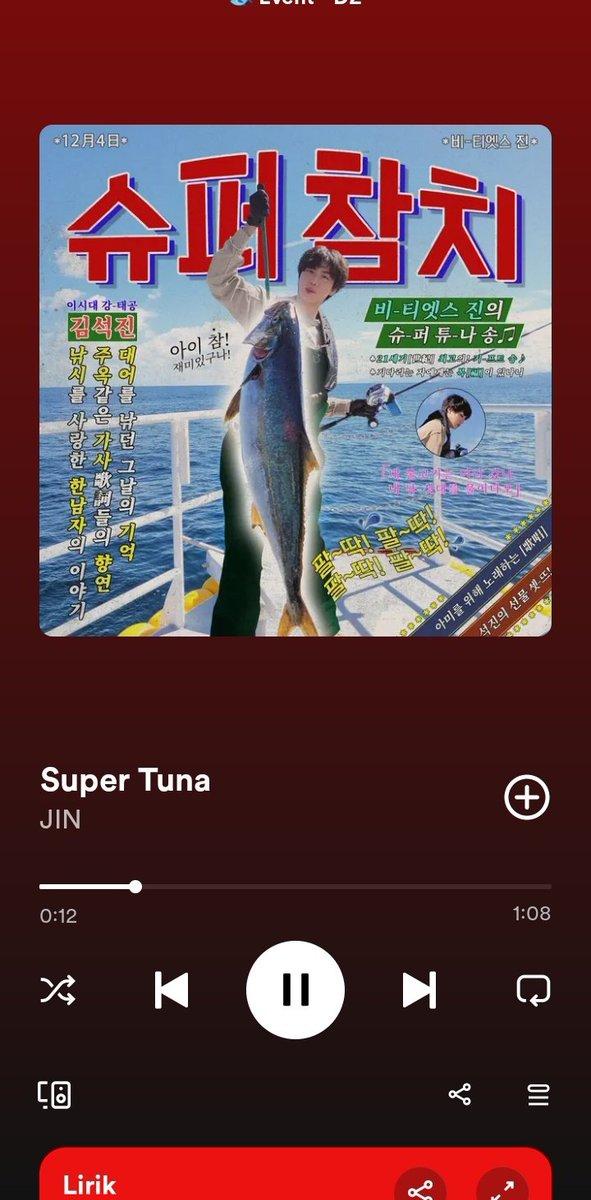 Event
*12月4日*
*비-티엣스 진*
슈퍼 참치
이시대 강-태공
김석진
대어를 낚던 그날의 기억
주옥같은 가사[歌詞]들의 향연
낚시를 사랑한 한남자의 이야기
아이 참!
재미있구나!
비-티엣스 진의
슈-퍼 튜-나 송♫
팔~딱! 팔~딱!
팔~딱! 팔~딱!
아미를 위해 노래하는
석진의 선물 셋-뜨!
Super Tuna
JIN
0:12
1:08
Lirik